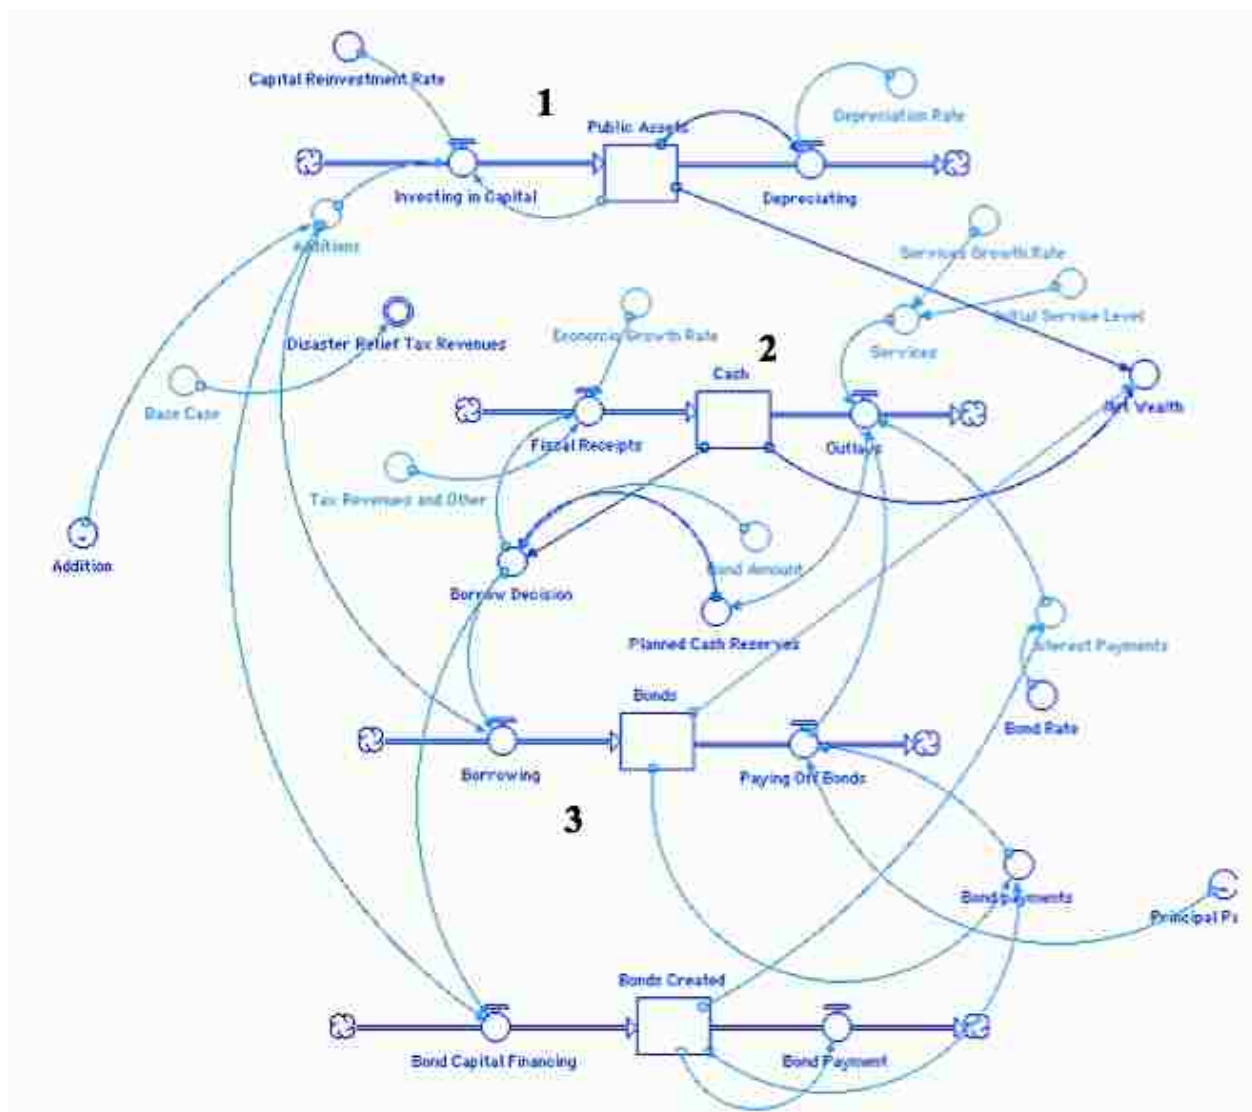 Capital Reinvestment Rate
1
Public Assets
Depreciation Rate
Investing in Capital
Depreciating
Additions
Services Growth Rate
Initial Service Level
Disaster Relief Tax Revenues
Economic Growth Rate
2
Services
Cash
Base Case
Net Wealth
Fiscal Receipts
Outlays
Tax Revenues and Other
Addition
Bond Amount
Borrow Decision
Planned Cash Reserves
Interest Payments
Bonds
Bond Rate
Borrowing
Paying Off Bonds
3
Bond payments
Principal Pa
Bonds Created
Bond Capital Financing
Bond Payment